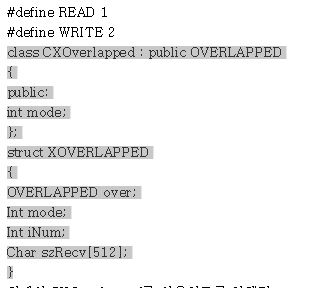 #define READ 1
#define WRITE 2
class CXOverlapped : public OVERLAPPED
{
public:
int mode;
};
struct XOVERLAPPED
{
OVERLAPPED over;
Int mode;
Int iNum;
Char szRecv[512];
}